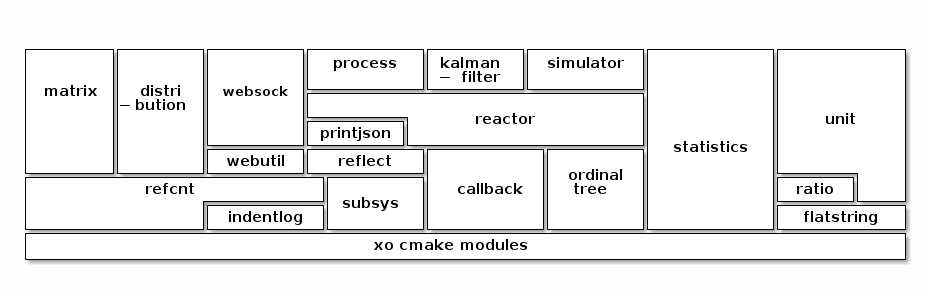 process
kalman
– filter
simulator
matrix
distri
– bution
websock
reactor
unit
printjson
statistics
webutil
reflect
ordinal
tree
refcnt
callback
ratio
subsys
indentlog
flatstring
xo cmake modules